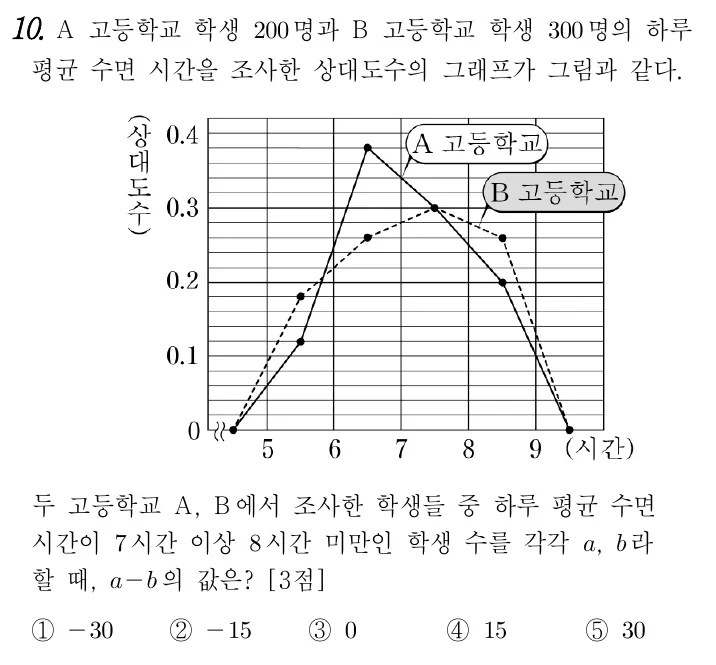 10. A 고등학교 학생 200명과 B 고등학교 학생 300명의 하루
평균 수면 시간을 조사한 상대도수의 그래프가 그림과 같다.
(상대도수)
0.4
0.3
0.2
0.1
0
A 고등학교
B 고등학교
5 6 7 8 9 (시간)
두 고등학교 A, B에서 조사한 학생들 중 하루 평균 수면
시간이 7시간 이상 8시간 미만인 학생 수를 각각 a, b라
할 때, a-b의 값은? [3점]
① -30 ② -15 ③ 0 ④ 15 ⑤ 30